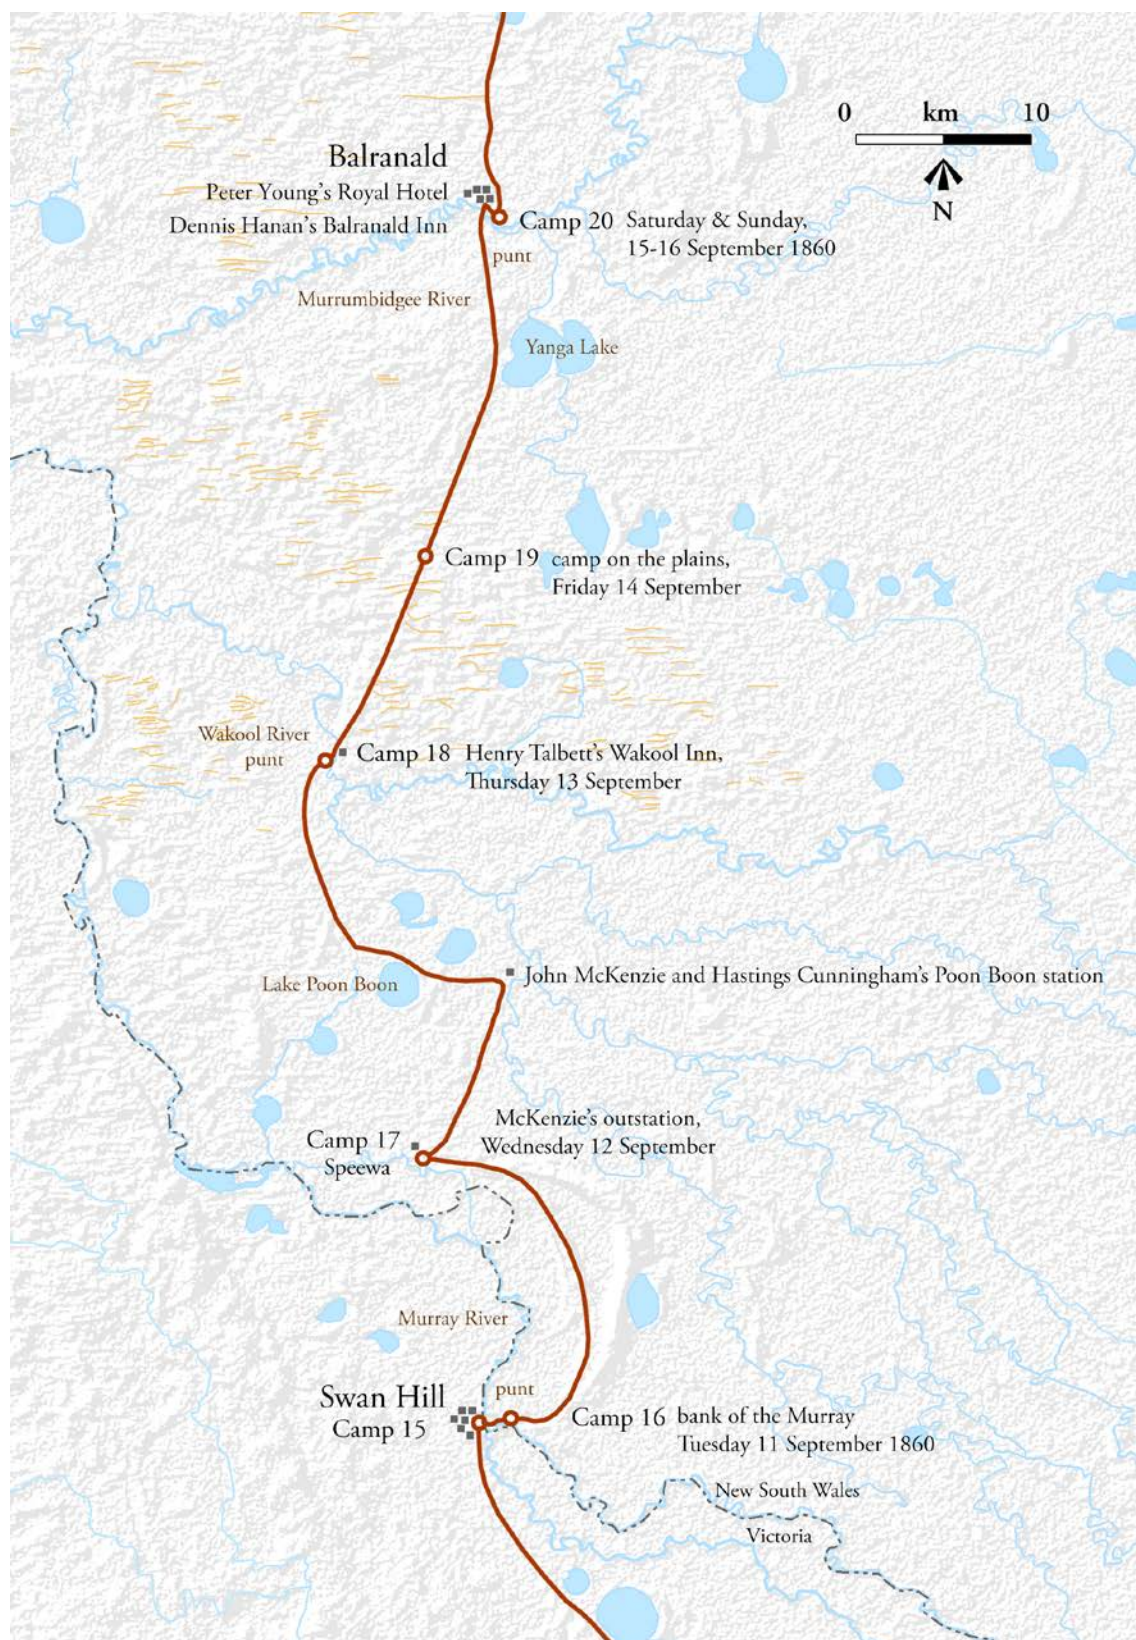 0 km 10
N
Balranald
Peter Young's Royal Hotel
Dennis Hanan's Balranald Inn
Camp 20 Saturday & Sunday,
15-16 September 1860
punt
Murrumbidgee River
Yanga Lake
Camp 19 camp on the plains,
Friday 14 September
Wakool River
punt
Camp 18 Henry Talbett's Wakool Inn,
Thursday 13 September
Lake Poon Boon
John McKenzie and Hastings Cunningham's Poon Boon station
McKenzie's outstation,
Wednesday 12 September
Camp 17
Speewa
Murray River
Swan Hill
Camp 15
punt
Camp 16 bank of the Murray
Tuesday 11 September 1860
New South Wales
Victoria